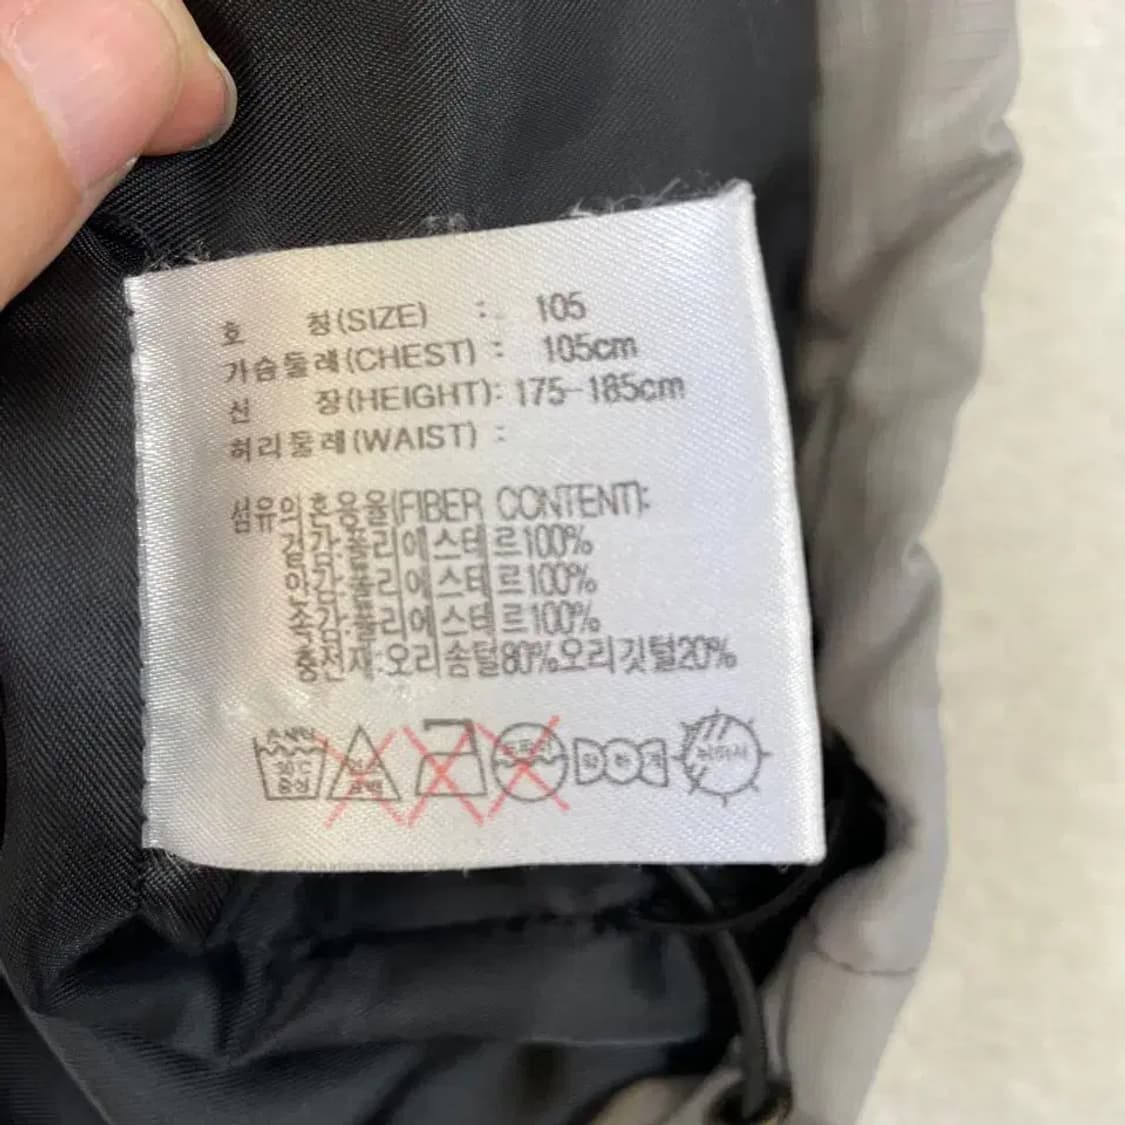 호 칭(SIZE) : 105
가슴둘레(CHEST) : 105cm
신 장(HEIGHT): 175-185cm
허리둘레(WAIST) :
섬유의혼용율(FIBER CONTENT):
겉감:폴리에스테르100%
안감:폴리에스테르100%
속감:폴리에스테르100%
충전재:오리솜털80%오리깃털20%
약하게